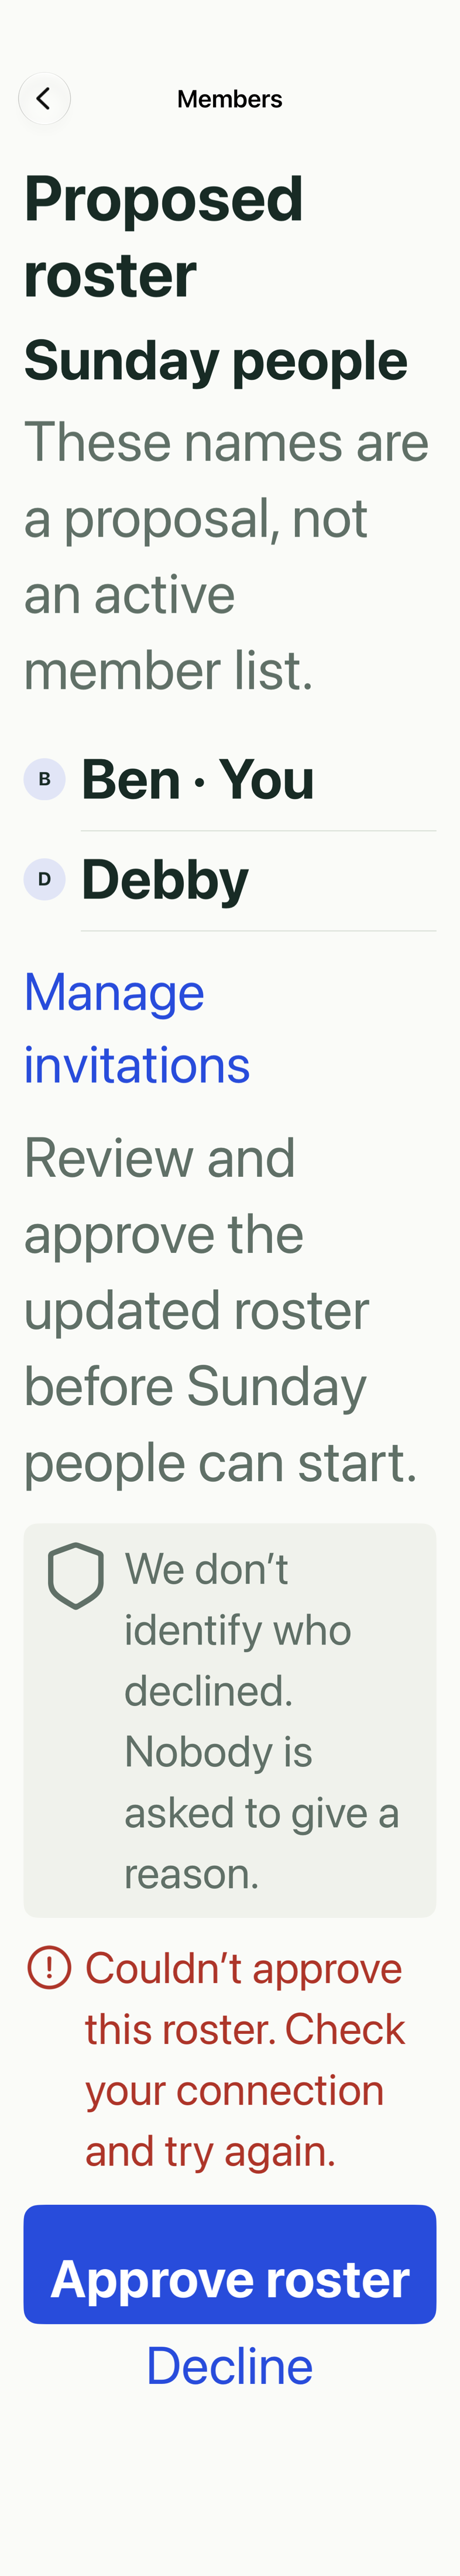 Members
Proposed
roster
Sunday people
These names are
a proposal, not
an active
member list.
B Ben · You
D Debby
Manage
invitations
Review and
approve the
updated roster
before Sunday
people can start.
We don’t
identify who
declined.
Nobody is
asked to give a
reason.
Couldn’t approve
this roster. Check
your connection
and try again.
Approve roster
Decline